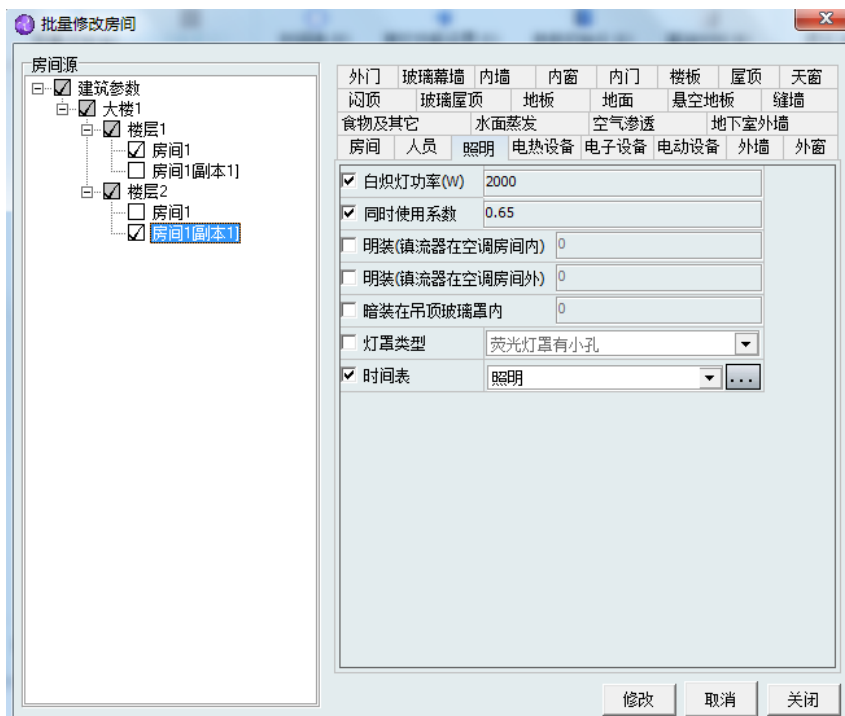 批量修改房间
房间源
建筑参数
大楼1
楼层1
房间1
房间1[副本1]
楼层2
房间1
房间1[副本1]
外门 玻璃幕墙 内墙 内窗 内门 楼板 屋顶 天窗
闷顶 玻璃屋顶 地板 地面 悬空地板 缝墙
食物及其它 水面蒸发 空气渗透 地下室外墙
房间 人员 照明 电热设备 电子设备 电动设备 外墙 外窗
白炽灯功率(W) 2000
同时使用系数 0.65
明装(镇流器在空调房间内) 0
明装(镇流器在空调房间外) 0
暗装在吊顶玻璃罩内 0
灯罩类型 荧光灯罩有小孔
时间表 照明 ...
修改 取消 关闭